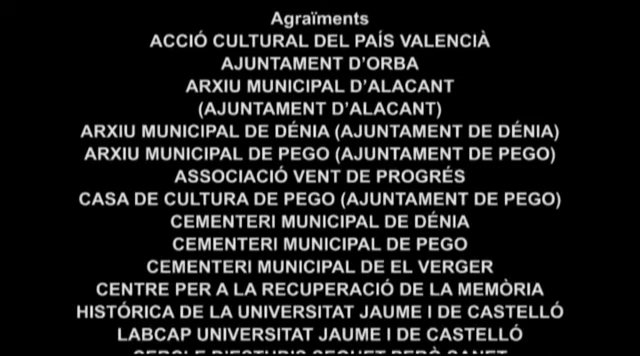 Agraïments
ACCIÓ CULTURAL DEL PAÍS VALENCIÀ
AJUNTAMENT D'ORBA
ARXIU MUNICIPAL D'ALACANT
(AJUNTAMENT D'ALACANT)
ARXIU MUNICIPAL DE DÉNIA (AJUNTAMENT DE DÉNIA)
ARXIU MUNICIPAL DE PEGO (AJUNTAMENT DE PEGO)
ASSOCIACIÓ VENT DE PROGRÉS
CASA DE CULTURA DE PEGO (AJUNTAMENT DE PEGO)
CEMENTERI MUNICIPAL DE DÉNIA
CEMENTERI MUNICIPAL DE PEGO
CEMENTERI MUNICIPAL DE EL VERGER
CENTRE PER A LA RECUPERACIÓ DE LA MEMÒRIA
HISTÓRICA DE LA UNIVERSITAT JAUME I DE CASTELLÓ
LABCAP UNIVERSITAT JAUME I DE CASTELLÓ
CERCLE D'ESTUDIS